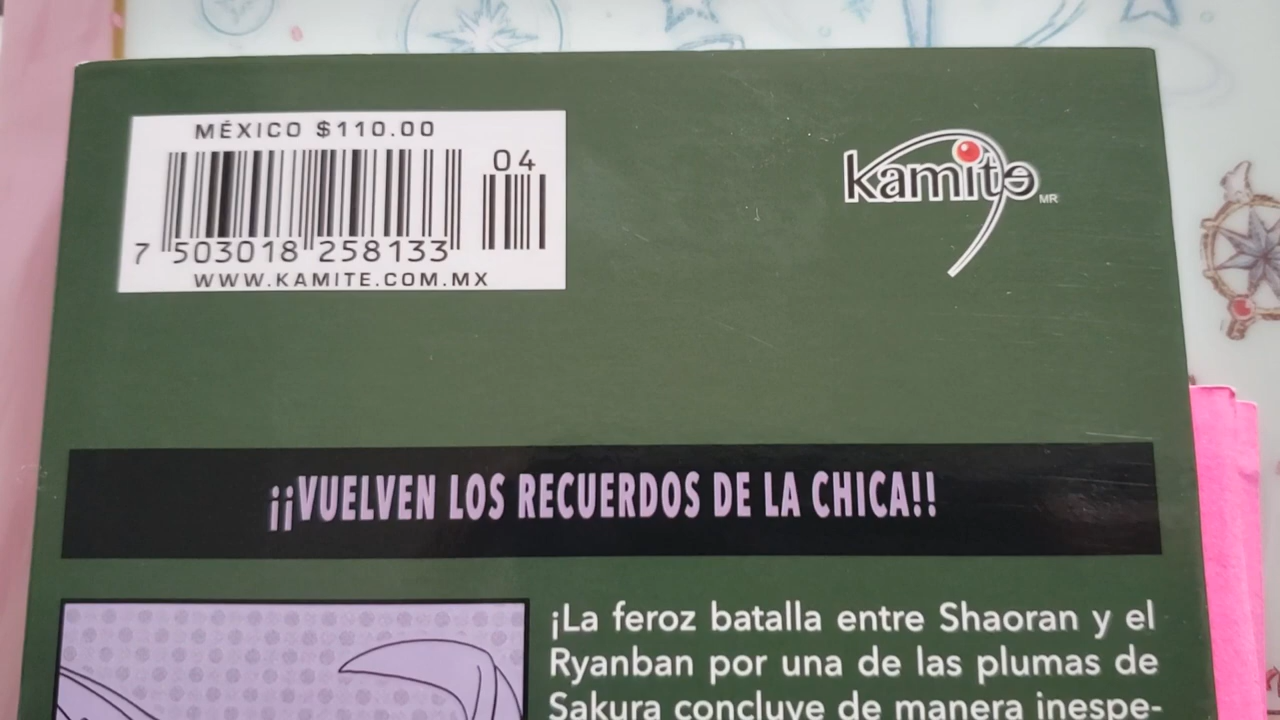 MÉXICO $110.00
04
7 503018 258133
WWW.KAMITE.COM.MX
kamite
MR
¡¡VUELVEN LOS RECUERDOS DE LA CHICA!!
¡La feroz batalla entre Shaoran y el
Ryanban por una de las plumas de
Sakura concluye de manera inespe-